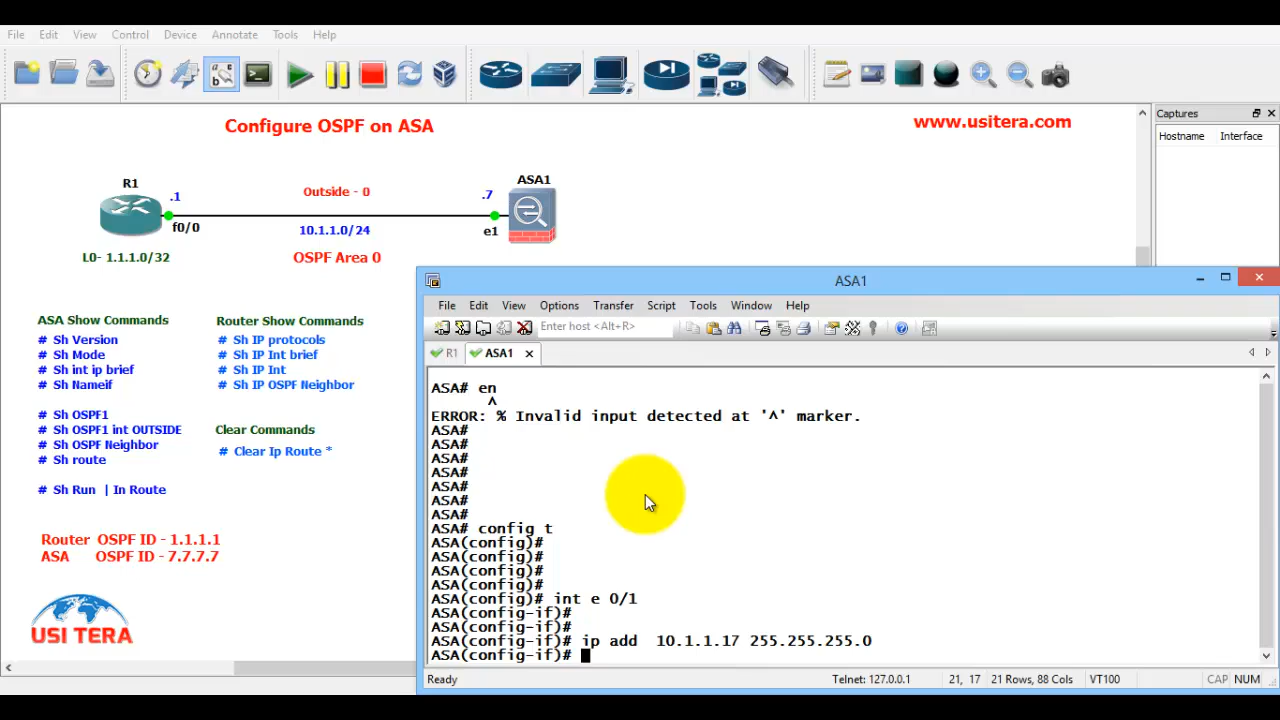 File Edit View Control Device Annotate Tools Help
Configure OSPF on ASA
www.usitera.com
Captures
Hostname Interface
R1
ASA1
.1
Outside - 0
.7
f0/0
10.1.1.0/24
e1
L0- 1.1.1.0/32
OSPF Area 0
ASA Show Commands
# Sh Version
# Sh Mode
# Sh int ip brief
# Sh Nameif
# Sh OSPF1
# Sh OSPF1 int OUTSIDE
# Sh OSPF Neighbor
# Sh route
# Sh Run | In Route
Router Show Commands
# Sh IP protocols
# Sh IP Int brief
# Sh IP Int
# Sh IP OSPF Neighbor
Clear Commands
# Clear Ip Route *
Router OSPF ID - 1.1.1.1
ASA OSPF ID - 7.7.7.7
USI TERA
ASA1
File Edit View Options Transfer Script Tools Window Help
Enter host <Alt+R>
R1 ASA1
ASA# en
^
ERROR: % Invalid input detected at '^' marker.
ASA#
ASA#
ASA#
ASA#
ASA#
ASA#
ASA#
ASA# config t
ASA(config)#
ASA(config)#
ASA(config)#
ASA(config)#
ASA(config)# int e 0/1
ASA(config-if)#
ASA(config-if)#
ASA(config-if)# ip add  10.1.1.17 255.255.255.0
ASA(config-if)#
Ready Telnet: 127.0.0.1 21, 17 21 Rows, 88 Cols VT100 CAP NUM